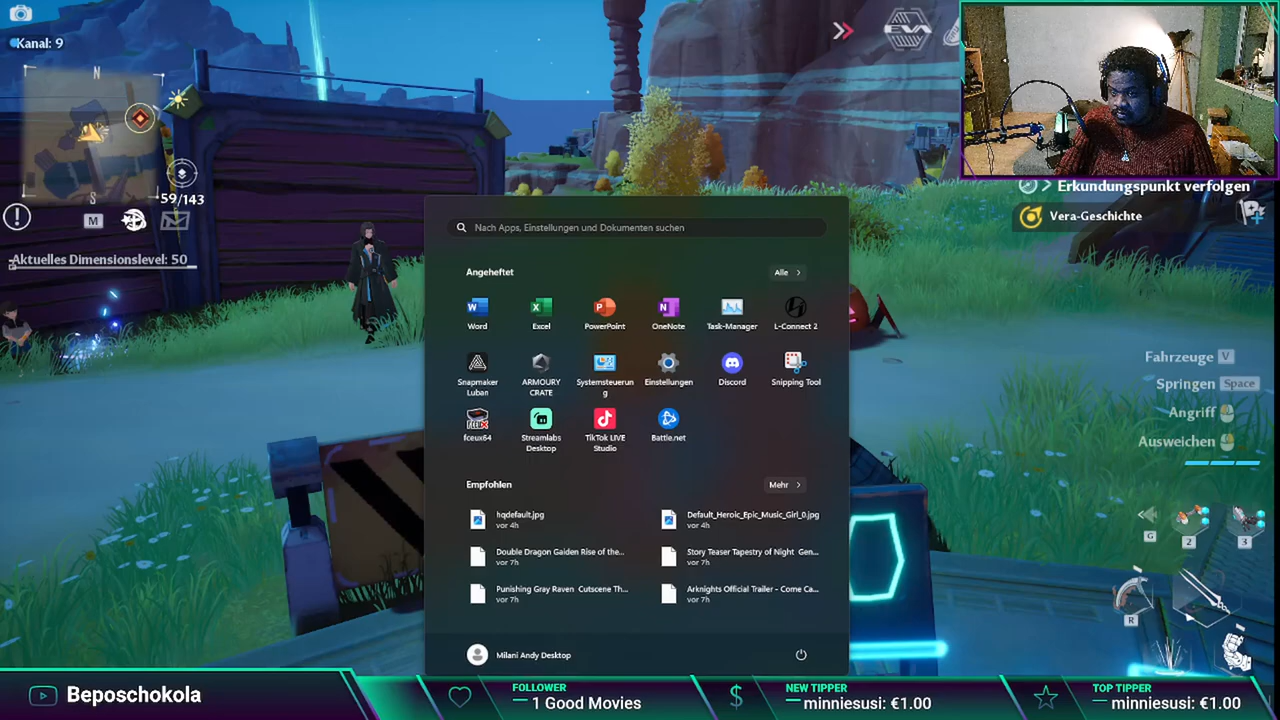 Kanal: 9
EVA
N
S
59/143
M
Aktuelles Dimensionslevel: 50
Erkundungspunkt verfolgen
Vera-Geschichte
Nach Apps, Einstellungen und Dokumenten suchen
Angeheftet
Alle
Word
Excel
PowerPoint
OneNote
Task-Manager
L-Connect 2
Snapmaker
Luban
ARMOURY
CRATE
Systemsteuerun
g
Einstellungen
Discord
Snipping Tool
fceux64
Streamlabs
Desktop
TikTok LIVE
Studio
Battle.net
Empfohlen
Mehr
hqdefault.jpg
vor 4h
Default_Heroic_Epic_Music_Girl_0.jpg
vor 4h
Double Dragon Gaiden Rise of the...
vor 7h
Story Teaser Tapestry of Night Gen...
vor 7h
Punishing Gray Raven Cutscene Th...
vor 7h
Arknights Official Trailer - Come Ca...
vor 7h
Milani Andy Desktop
Fahrzeuge V
Springen Space
Angriff
Ausweichen
G
2
3
R
Beposchokola
FOLLOWER
1 Good Movies
NEW TIPPER
minniesusi: €1.00
TOP TIPPER
minniesusi: €1.00